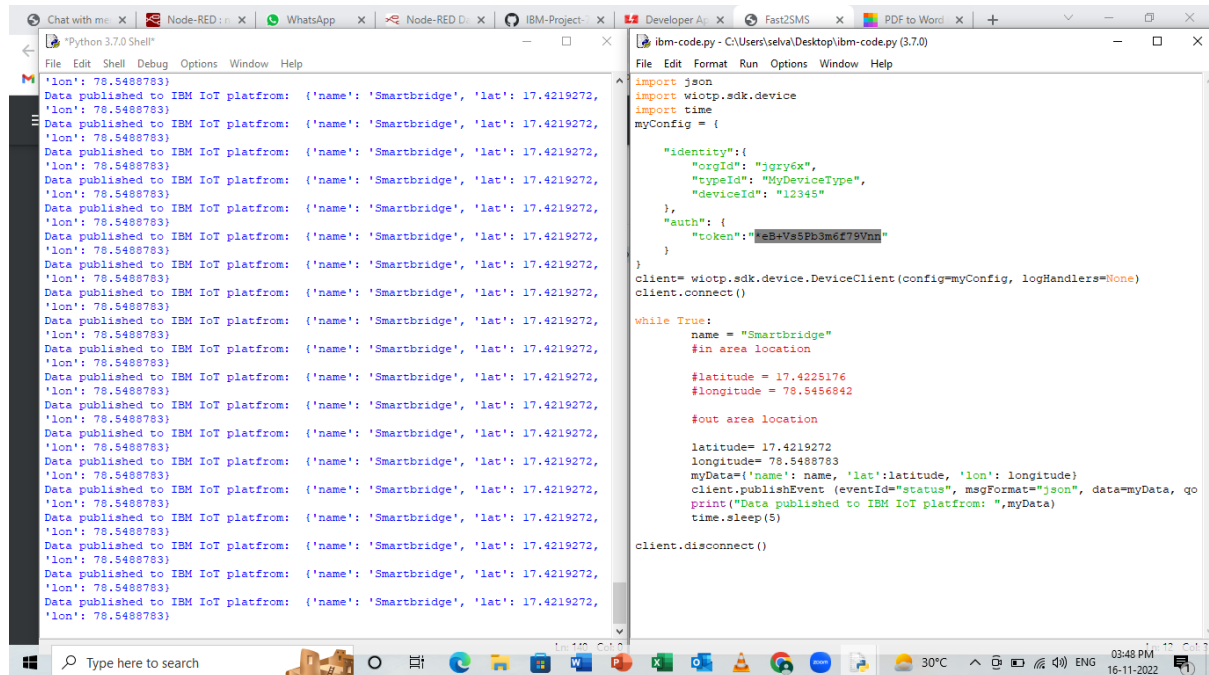 Chat with me
Node-RED : n
WhatsApp
Node-RED Da
IBM-Project-
Developer Ap
Fast2SMS
PDF to Word
*Python 3.7.0 Shell*
File Edit Shell Debug Options Window Help
'lon': 78.5488783}
Data published to IBM IoT platfrom:  {'name': 'Smartbridge', 'lat': 17.4219272,
'lon': 78.5488783}
Data published to IBM IoT platfrom:  {'name': 'Smartbridge', 'lat': 17.4219272,
'lon': 78.5488783}
Data published to IBM IoT platfrom:  {'name': 'Smartbridge', 'lat': 17.4219272,
'lon': 78.5488783}
Data published to IBM IoT platfrom:  {'name': 'Smartbridge', 'lat': 17.4219272,
'lon': 78.5488783}
Data published to IBM IoT platfrom:  {'name': 'Smartbridge', 'lat': 17.4219272,
'lon': 78.5488783}
Data published to IBM IoT platfrom:  {'name': 'Smartbridge', 'lat': 17.4219272,
'lon': 78.5488783}
Data published to IBM IoT platfrom:  {'name': 'Smartbridge', 'lat': 17.4219272,
'lon': 78.5488783}
Data published to IBM IoT platfrom:  {'name': 'Smartbridge', 'lat': 17.4219272,
'lon': 78.5488783}
Data published to IBM IoT platfrom:  {'name': 'Smartbridge', 'lat': 17.4219272,
'lon': 78.5488783}
Data published to IBM IoT platfrom:  {'name': 'Smartbridge', 'lat': 17.4219272,
'lon': 78.5488783}
Data published to IBM IoT platfrom:  {'name': 'Smartbridge', 'lat': 17.4219272,
'lon': 78.5488783}
Data published to IBM IoT platfrom:  {'name': 'Smartbridge', 'lat': 17.4219272,
'lon': 78.5488783}
Data published to IBM IoT platfrom:  {'name': 'Smartbridge', 'lat': 17.4219272,
'lon': 78.5488783}
Data published to IBM IoT platfrom:  {'name': 'Smartbridge', 'lat': 17.4219272,
'lon': 78.5488783}
Data published to IBM IoT platfrom:  {'name': 'Smartbridge', 'lat': 17.4219272,
'lon': 78.5488783}
Data published to IBM IoT platfrom:  {'name': 'Smartbridge', 'lat': 17.4219272,
'lon': 78.5488783}
Data published to IBM IoT platfrom:  {'name': 'Smartbridge', 'lat': 17.4219272,
'lon': 78.5488783}
Data published to IBM IoT platfrom:  {'name': 'Smartbridge', 'lat': 17.4219272,
'lon': 78.5488783}
Data published to IBM IoT platfrom:  {'name': 'Smartbridge', 'lat': 17.4219272,
'lon': 78.5488783}
ibm-code.py - C:\Users\selva\Desktop\ibm-code.py (3.7.0)
File Edit Format Run Options Window Help
import json
import wiotp.sdk.device
import time
myConfig = {
"identity":{
"orgId": "jgry6x",
"typeId": "MyDeviceType",
"deviceId": "12345"
},
"auth": {
"token":"*eB+Vs5Pb3m6f79Vnn"
}
}
client= wiotp.sdk.device.DeviceClient(config=myConfig, logHandlers=None)
client.connect()
while True:
name = "Smartbridge"
#in area location
#latitude = 17.4225176
#longitude = 78.5456842
#out area location
latitude= 17.4219272
longitude= 78.5488783
myData={'name': name, 'lat':latitude, 'lon': longitude}
client.publishEvent (eventId="status", msgFormat="json", data=myData, qo
print("Data published to IBM IoT platfrom: ",myData)
time.sleep(5)
client.disconnect()
Type here to search
30°C
ENG
03:48 PM
16-11-2022